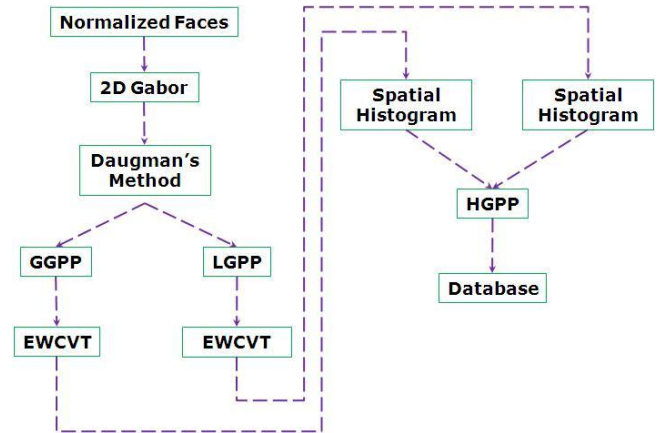 Normalized Faces
2D Gabor
Daugman's
Method
GGPP
LGPP
EWCVT
EWCVT
Spatial
Histogram
Spatial
Histogram
HGPP
Database